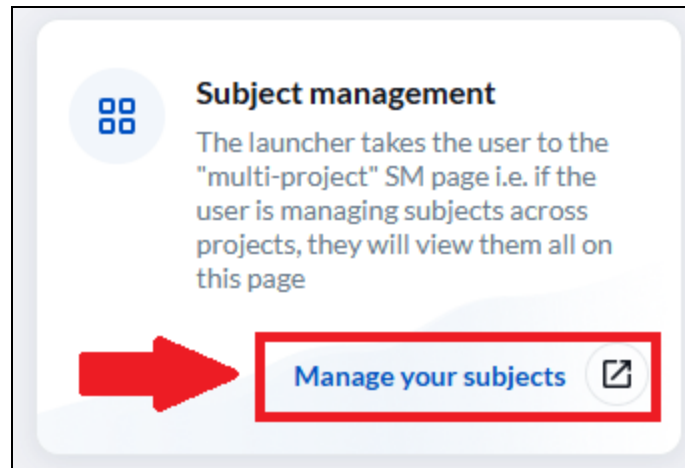 Subject management
The launcher takes the user to the
"multi-project" SM page i.e. if the
user is managing subjects across
projects, they will view them all on
this page
Manage your subjects